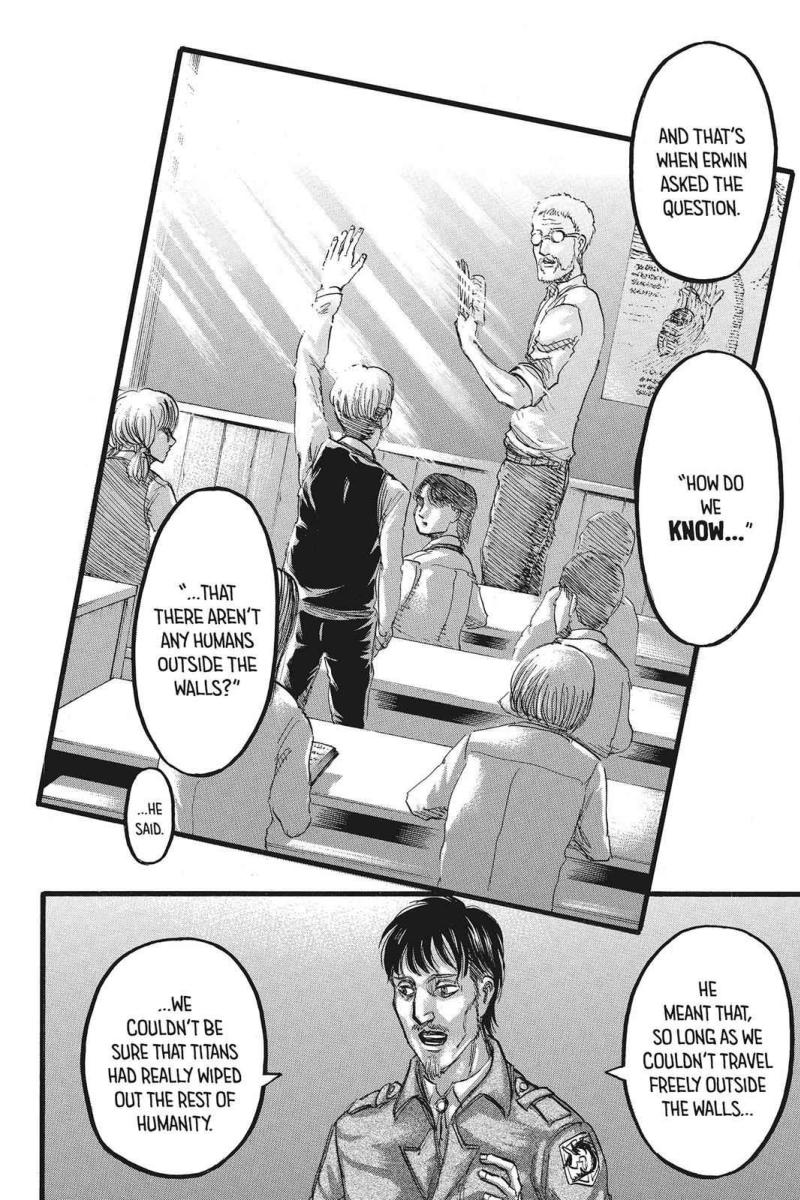 AND THAT'S
WHEN ERWIN
ASKED THE
QUESTION.
"HOW DO
WE
KNOW..."
"...THAT
THERE AREN'T
ANY HUMANS
OUTSIDE THE
WALLS?"
...HE
SAID.
HE
MEANT THAT,
SO LONG AS WE
COULDN'T TRAVEL
FREELY OUTSIDE
THE WALLS...
...WE
COULDN'T BE
SURE THAT TITANS
HAD REALLY WIPED
OUT THE REST OF
HUMANITY.